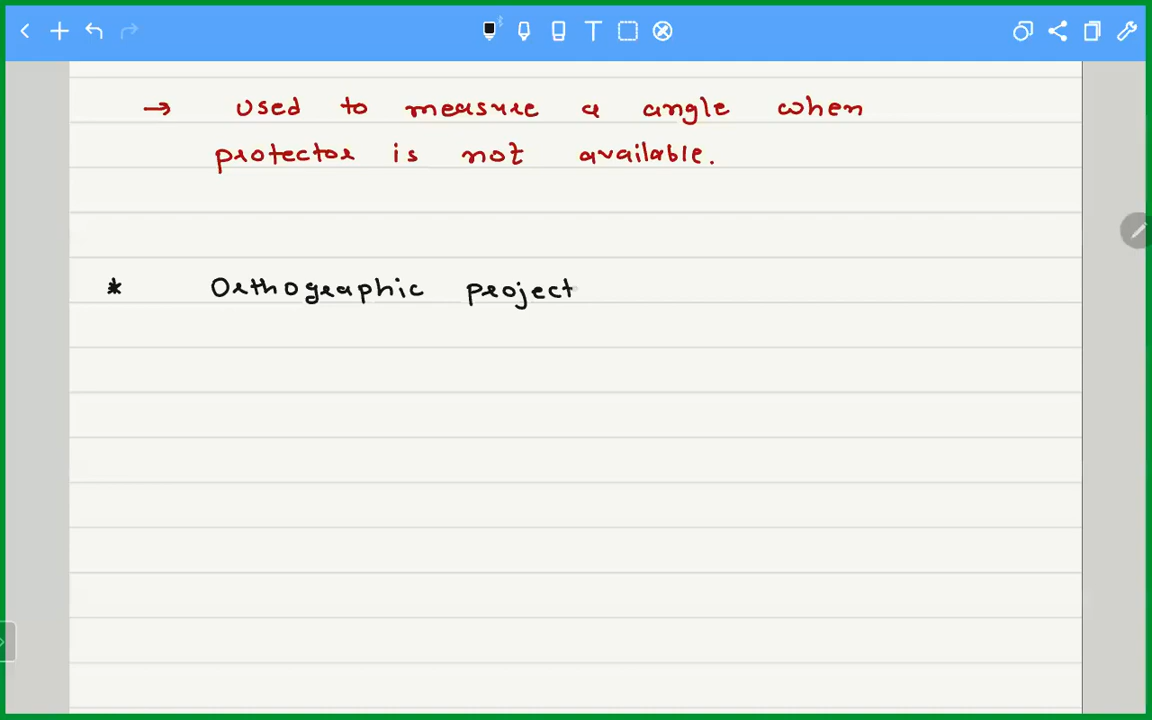 → used to measure a angle when
protector is not available.
* Orthographic project